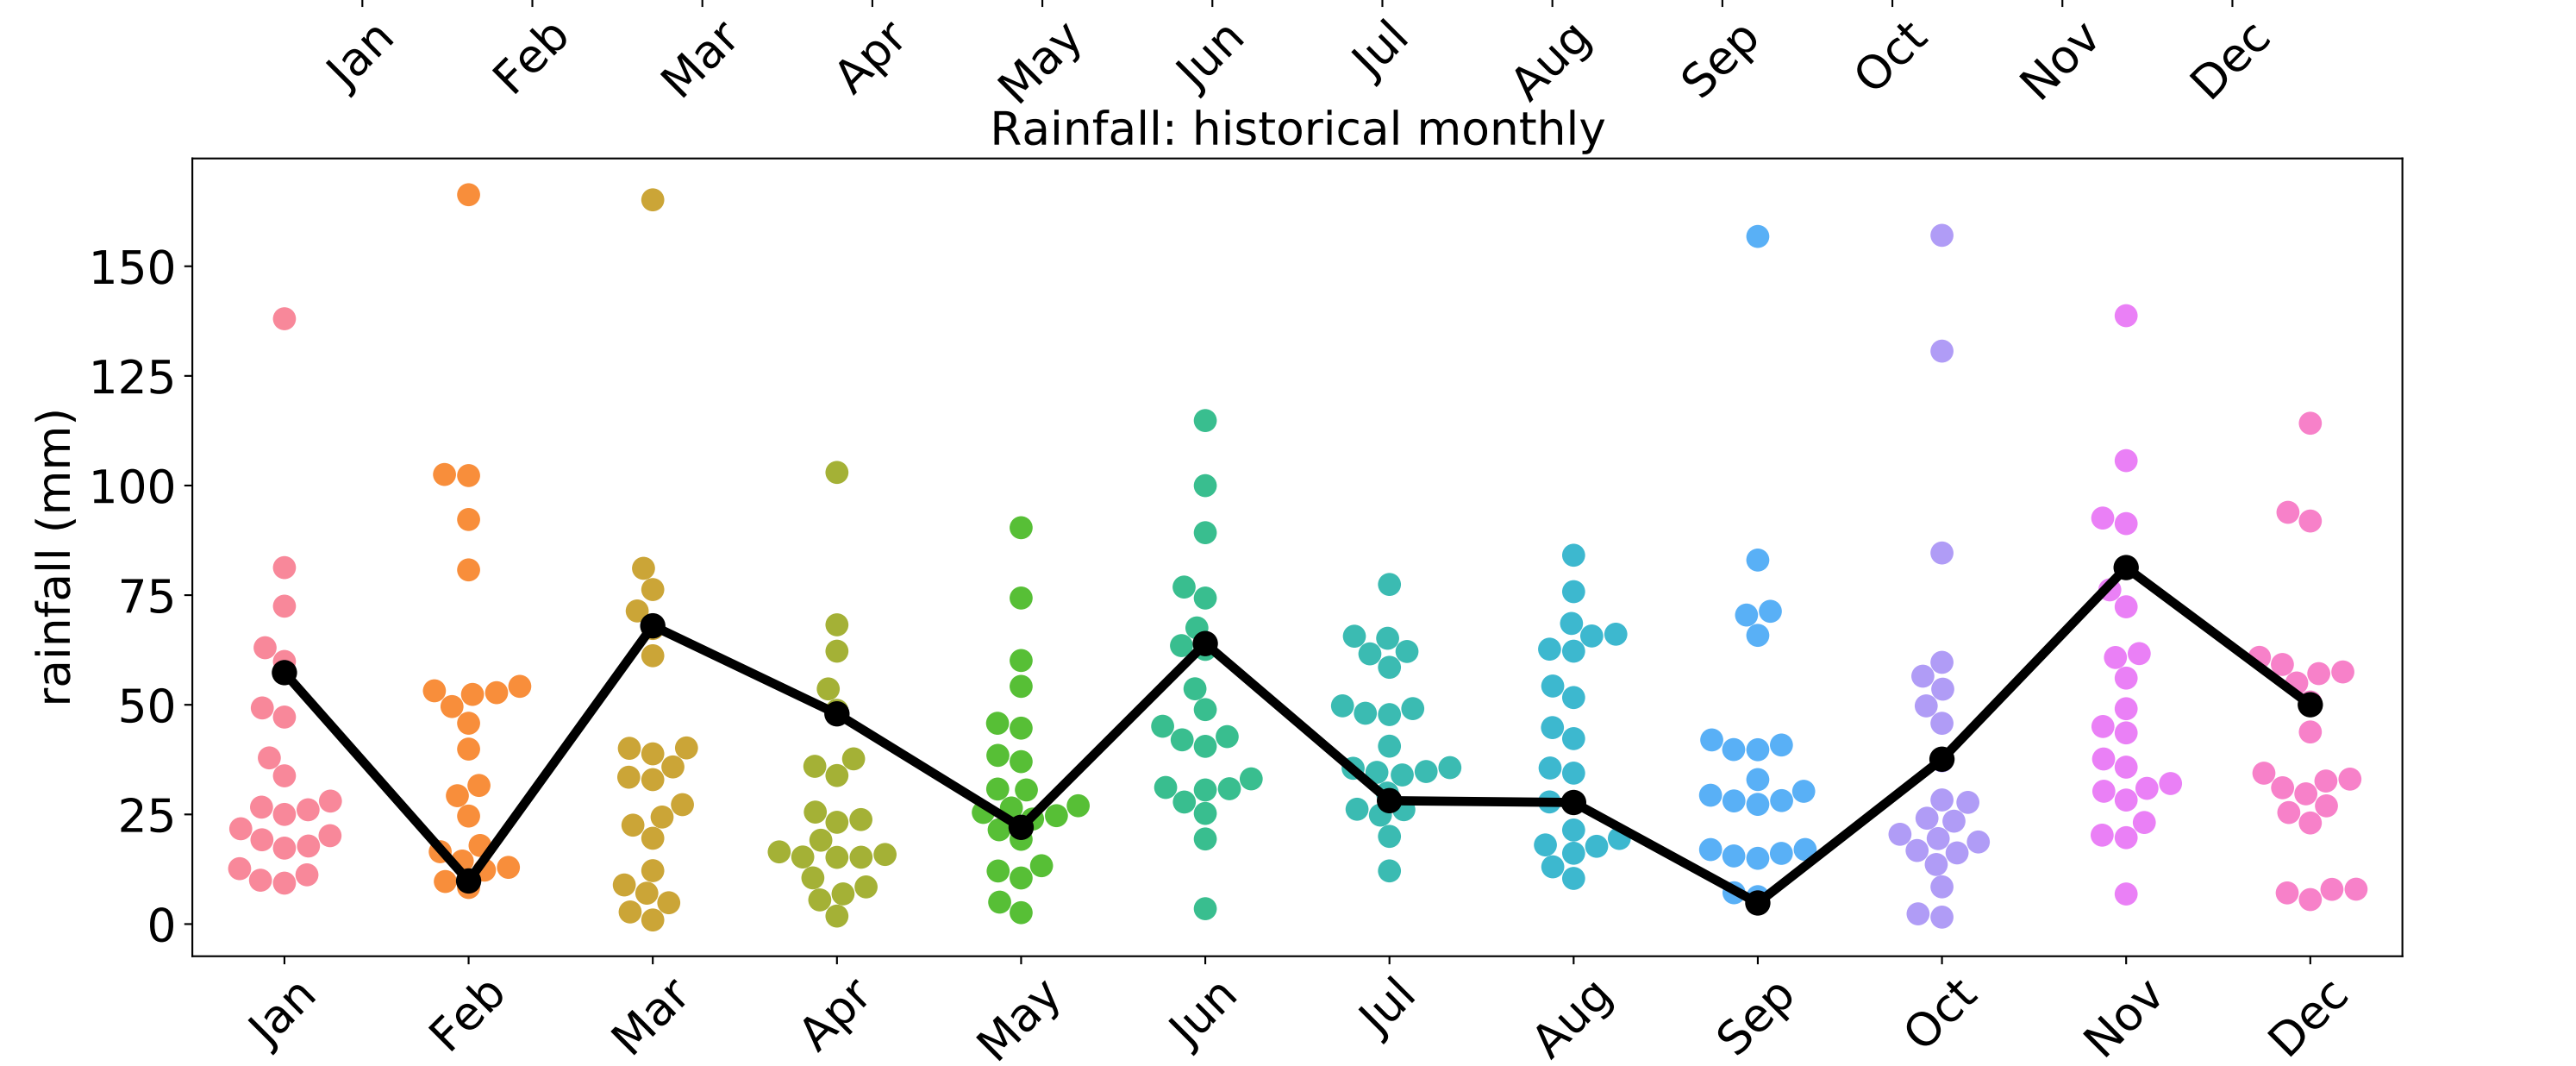 Jan Feb Mar Apr May Jun Jul Aug Sep Oct Nov Dec
Rainfall: historical monthly
rainfall (mm)
150
125
100
75
50
25
0
Jan Feb Mar Apr May Jun Jul Aug Sep Oct Nov Dec